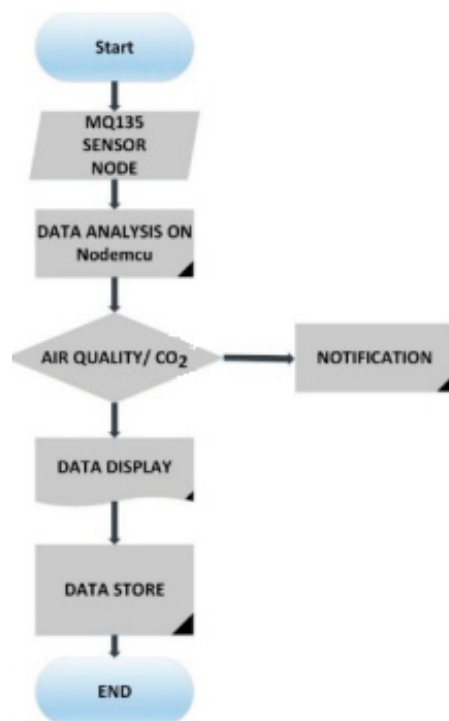 Start
MQ135
SENSOR
NODE
DATA ANALYSIS ON
Nodemcu
AIR QUALITY/ CO₂
NOTIFICATION
DATA DISPLAY
DATA STORE
END